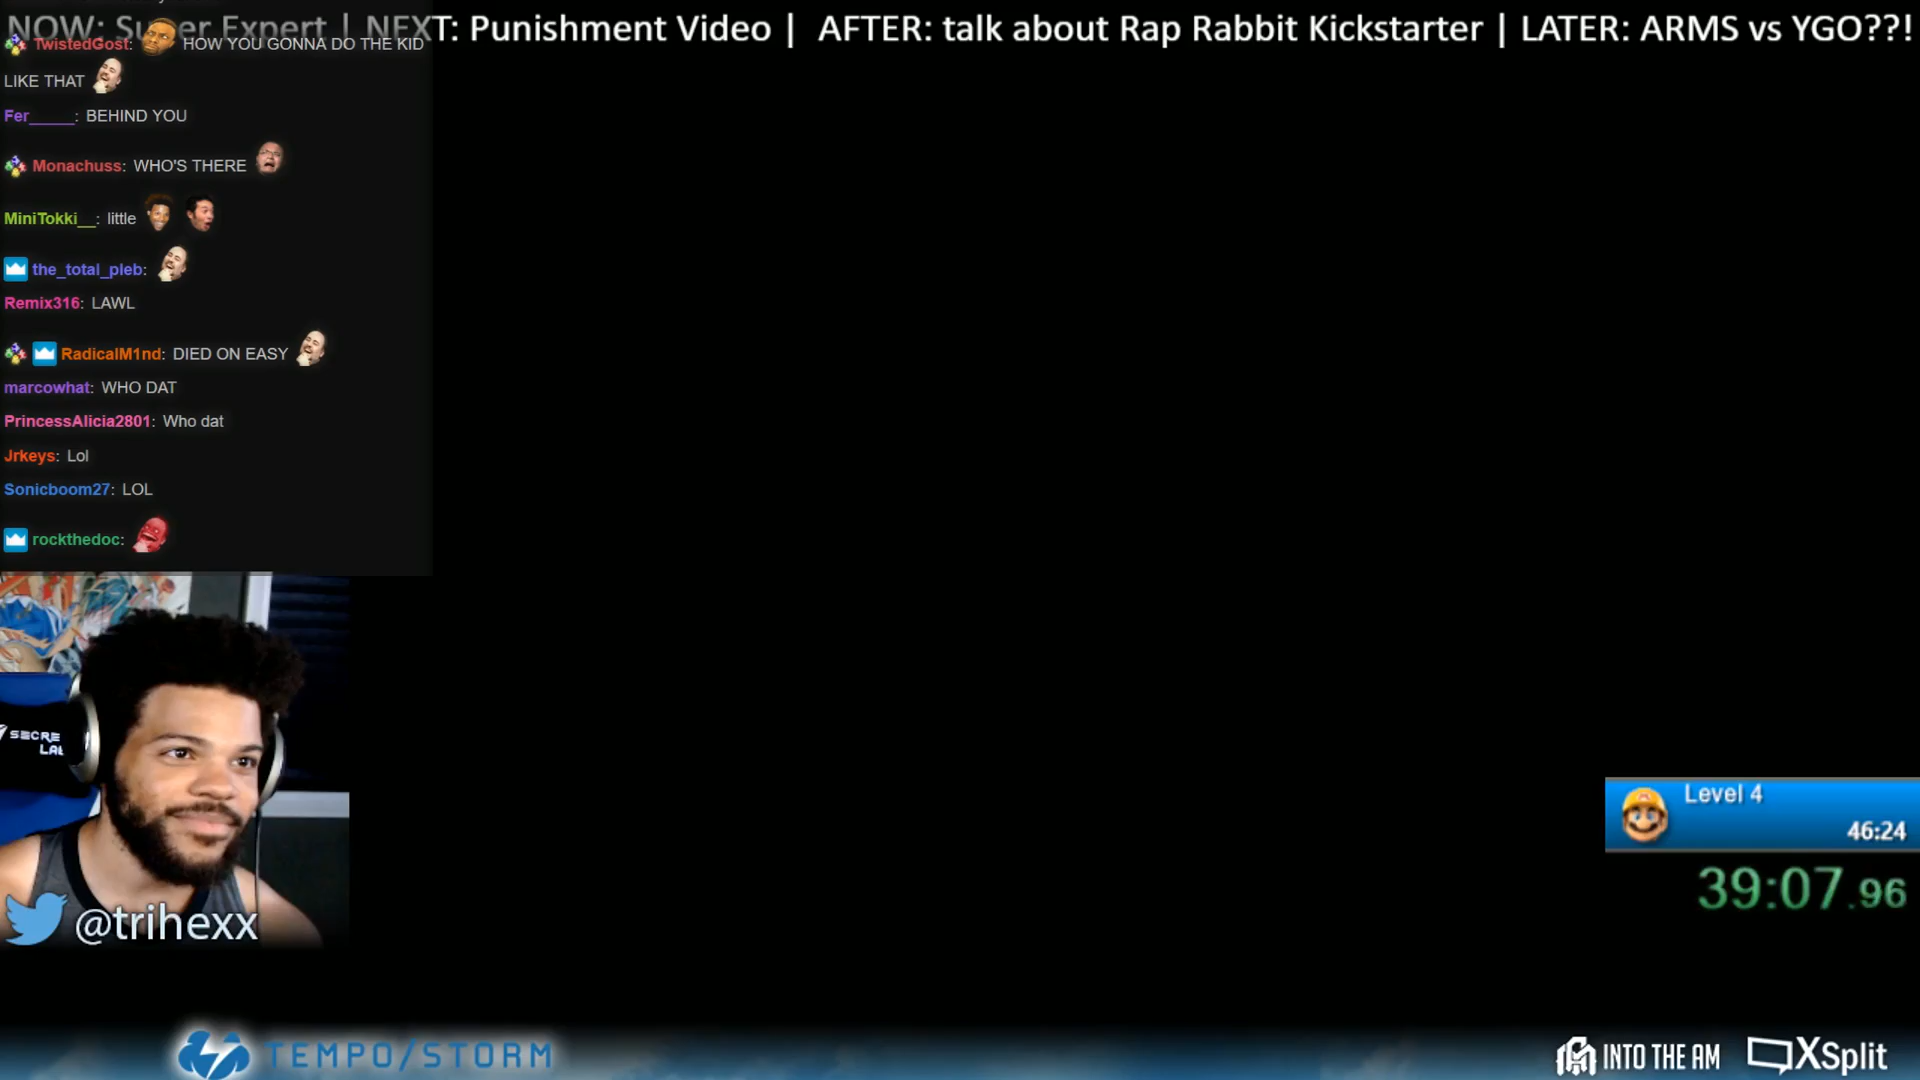 NOW: Super Expert | NEXT: Punishment Video | AFTER: talk about Rap Rabbit Kickstarter | LATER: ARMS vs YGO??!
TwistedGost: HOW YOU GONNA DO THE KID
LIKE THAT
Fer_____: BEHIND YOU
Monachuss: WHO'S THERE
MiniTokki__: little
the_total_pleb:
Remix316: LAWL
RadicalM1nd: DIED ON EASY
marcowhat: WHO DAT
PrincessAlicia2801: Who dat
Jrkeys: Lol
Sonicboom27: LOL
rockthedoc:
SECRE
LAB
@trihexx
Level 4
46:24
39:07.96
TEMPO/STORM
INTO THE AM
XSplit